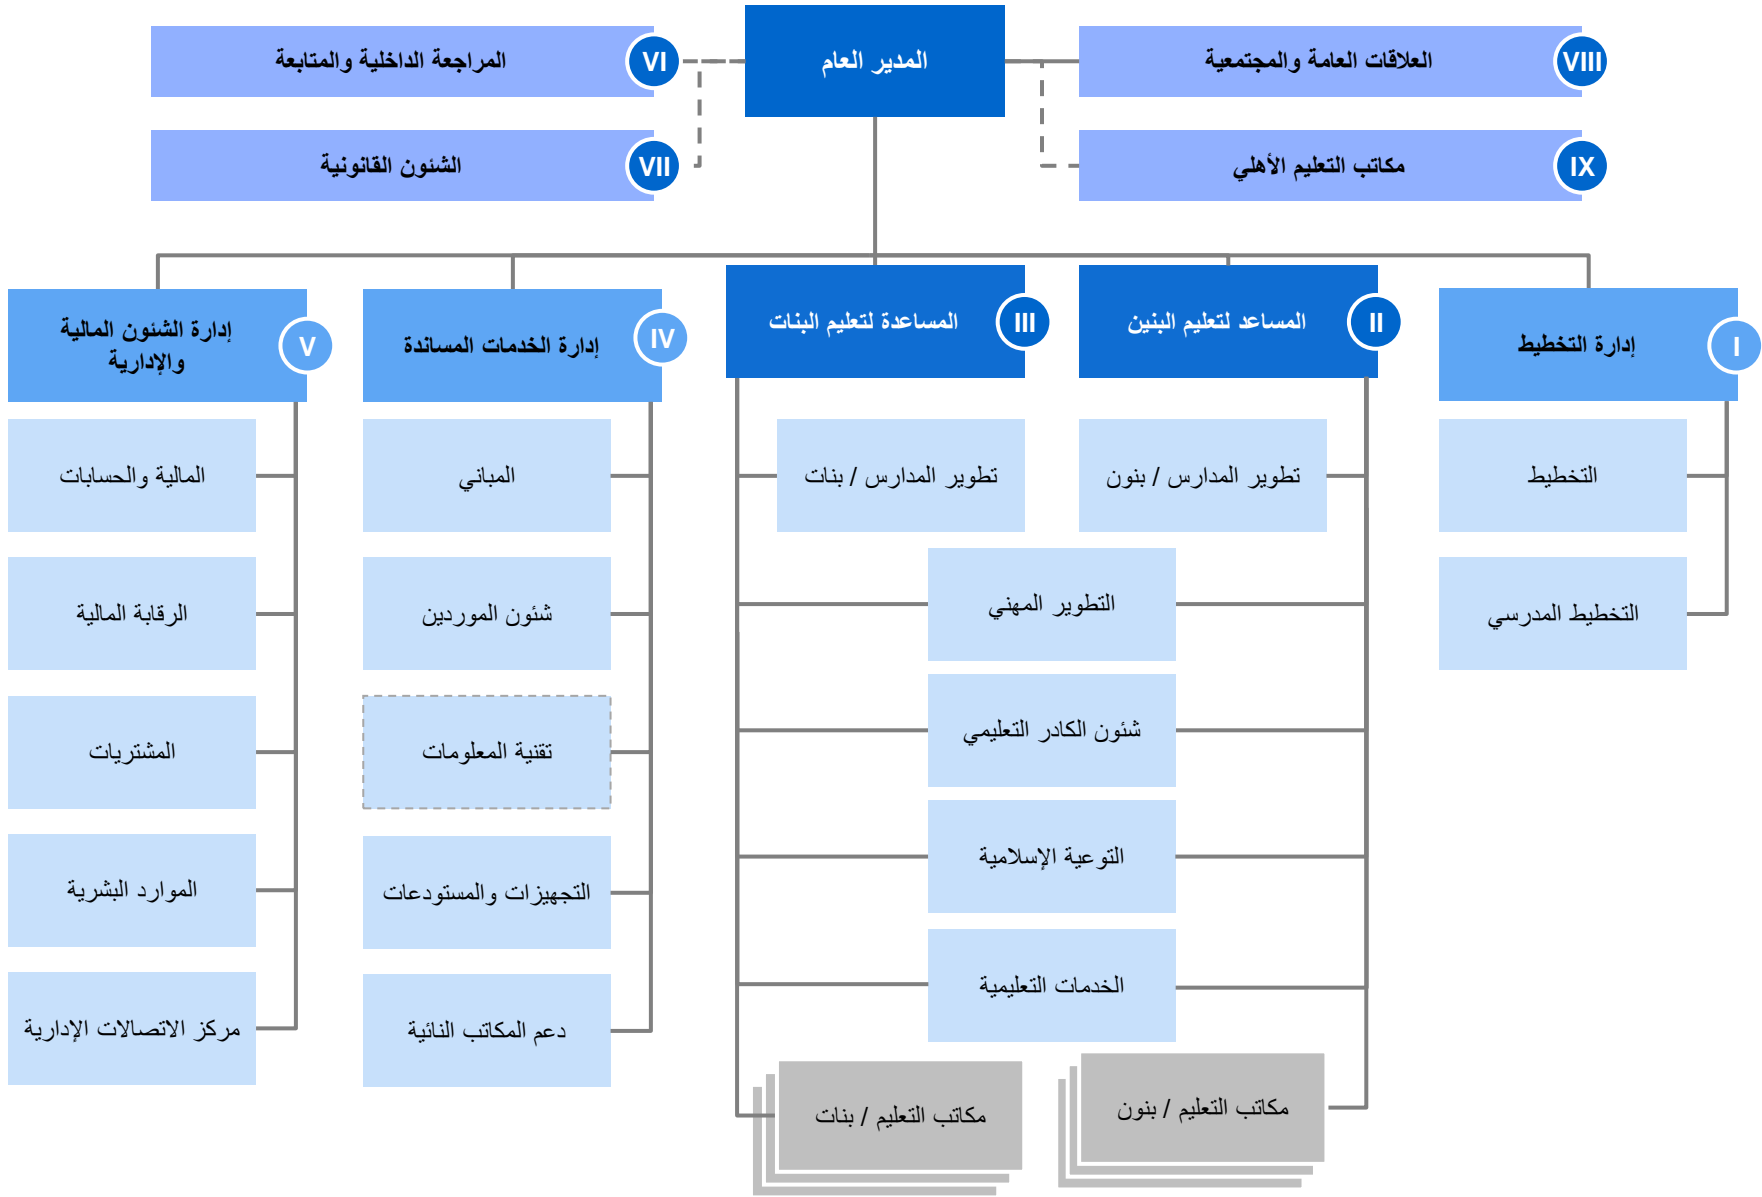 المدير العام
العلاقات العامة والمجتمعية
VIII
مكاتب التعليم الأهلي
IX
المراجعة الداخلية والمتابعة
VI
الشئون القانونية
VII
إدارة التخطيط
I
التخطيط
التخطيط المدرسي
المساعد لتعليم البنين
II
تطوير المدارس / بنون
المساعدة لتعليم البنات
III
تطوير المدارس / بنات
التطوير المهني
شئون الكادر التعليمي
التوعية الإسلامية
الخدمات التعليمية
مكاتب التعليم / بنون
مكاتب التعليم / بنات
إدارة الخدمات المساندة
IV
المباني
شئون الموردين
تقنية المعلومات
التجهيزات والمستودعات
دعم المكاتب النائية
إدارة الشئون المالية
والإدارية
V
المالية والحسابات
الرقابة المالية
المشتريات
الموارد البشرية
مركز الاتصالات الإدارية